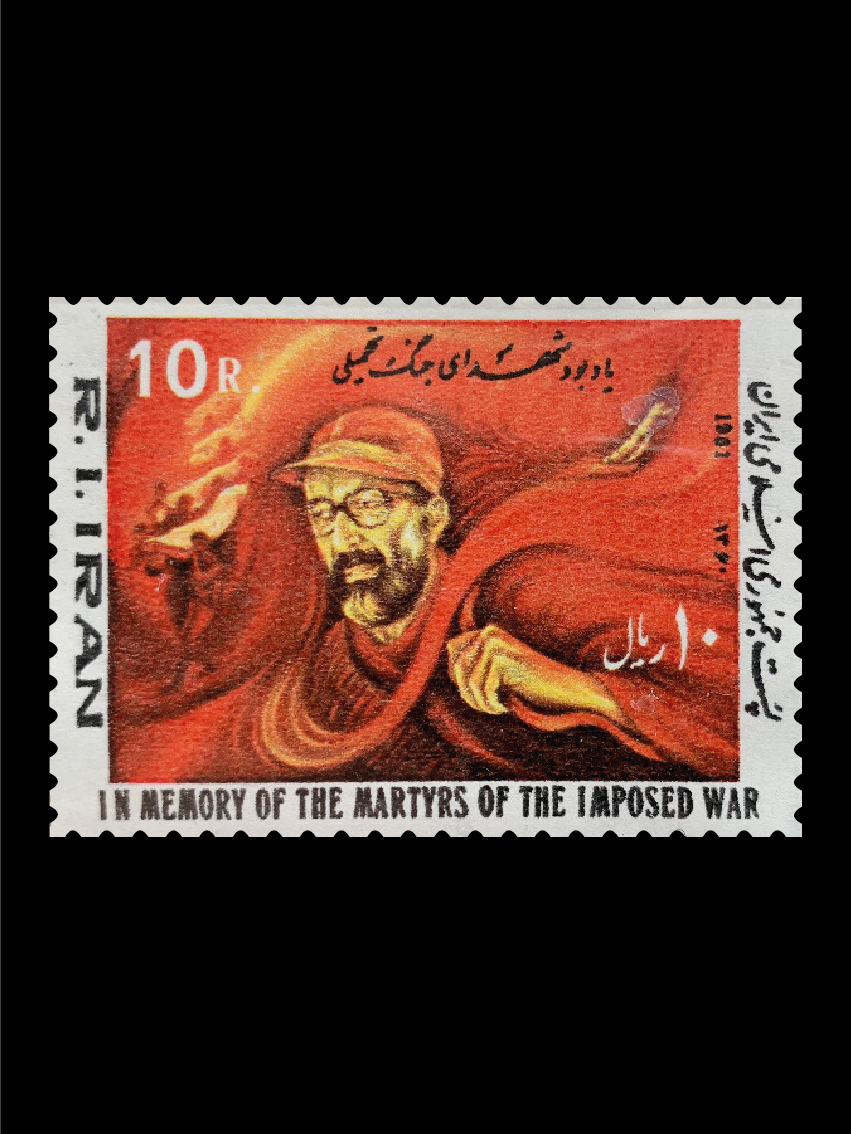 10 R.
یادبود شهدای جنگ تحمیلی
R. I. IRAN
پست جمهوری اسلامی ایران
۱۰ ریال
IN MEMORY OF THE MARTYRS OF THE IMPOSED WAR